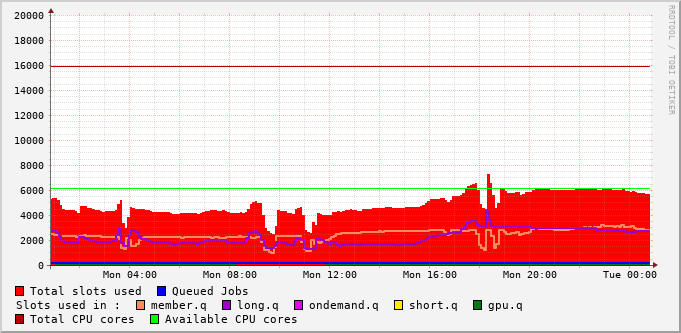 20000
18000
16000
14000
12000
10000
8000
6000
4000
2000
0
Mon 04:00 Mon 08:00 Mon 12:00 Mon 16:00 Mon 20:00 Tue 00:00
RRDTOOL / TOBI OETIKER
Total slots used Queued Jobs
Slots used in : member.q long.q ondemand.q short.q gpu.q
Total CPU cores Available CPU cores